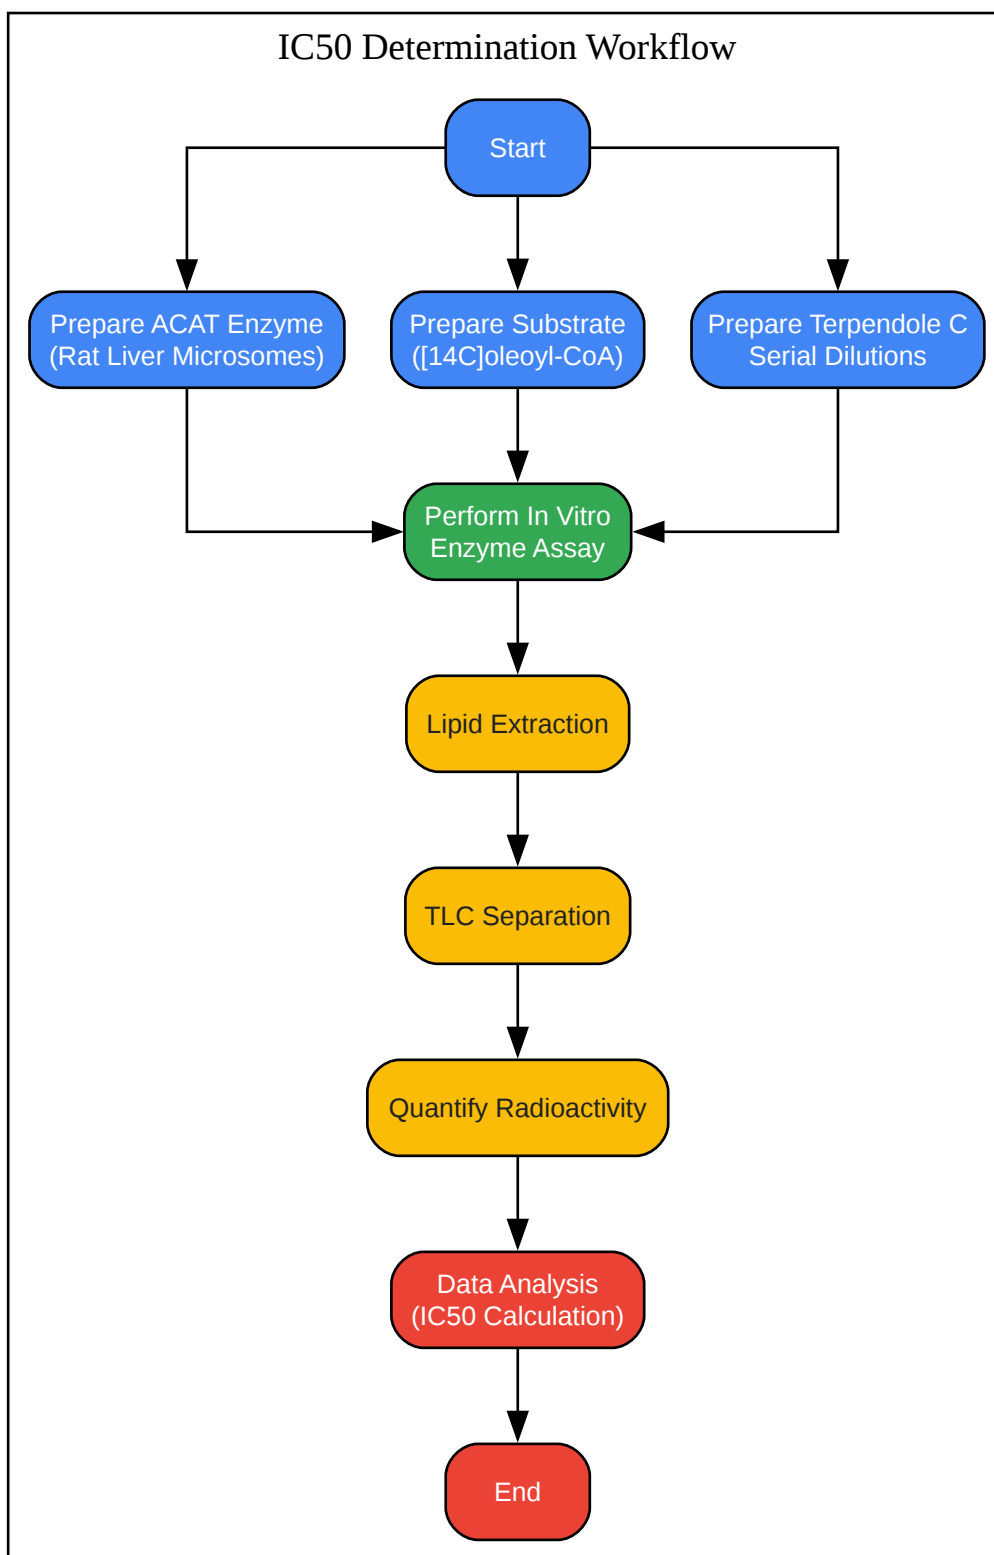 IC50 Determination Workflow
Start
Prepare ACAT Enzyme
(Rat Liver Microsomes)
Prepare Substrate
([14C]oleoyl-CoA)
Prepare Terpendole C
Serial Dilutions
Perform In Vitro
Enzyme Assay
Lipid Extraction
TLC Separation
Quantify Radioactivity
Data Analysis
(IC50 Calculation)
End